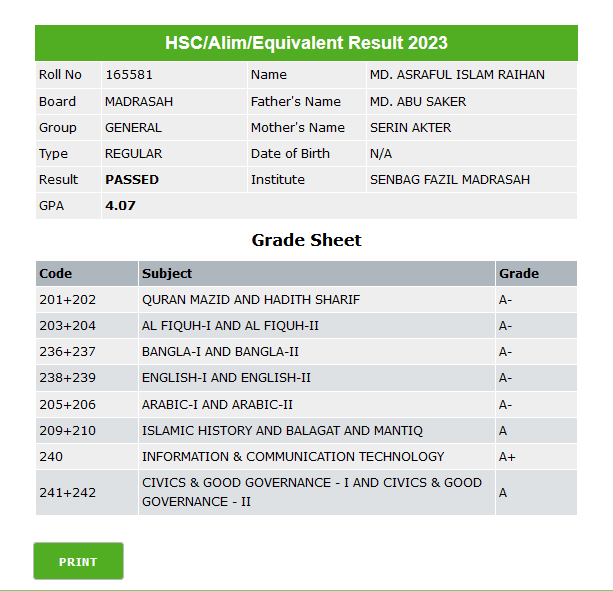 HSC/Alim/Equivalent Result 2023
Roll No 165581 Name MD. ASRAFUL ISLAM RAIHAN
Board MADRASAH Father's Name MD. ABU SAKER
Group GENERAL Mother's Name SERIN AKTER
Type REGULAR Date of Birth N/A
Result PASSED Institute SENBAG FAZIL MADRASAH
GPA 4.07
Grade Sheet
Code Subject Grade
201+202 QURAN MAZID AND HADITH SHARIF A-
203+204 AL FIQUH-I AND AL FIQUH-II A-
236+237 BANGLA-I AND BANGLA-II A-
238+239 ENGLISH-I AND ENGLISH-II A-
205+206 ARABIC-I AND ARABIC-II A-
209+210 ISLAMIC HISTORY AND BALAGAT AND MANTIQ A
240 INFORMATION & COMMUNICATION TECHNOLOGY A+
241+242 CIVICS & GOOD GOVERNANCE - I AND CIVICS & GOOD A
GOVERNANCE - II
PRINT